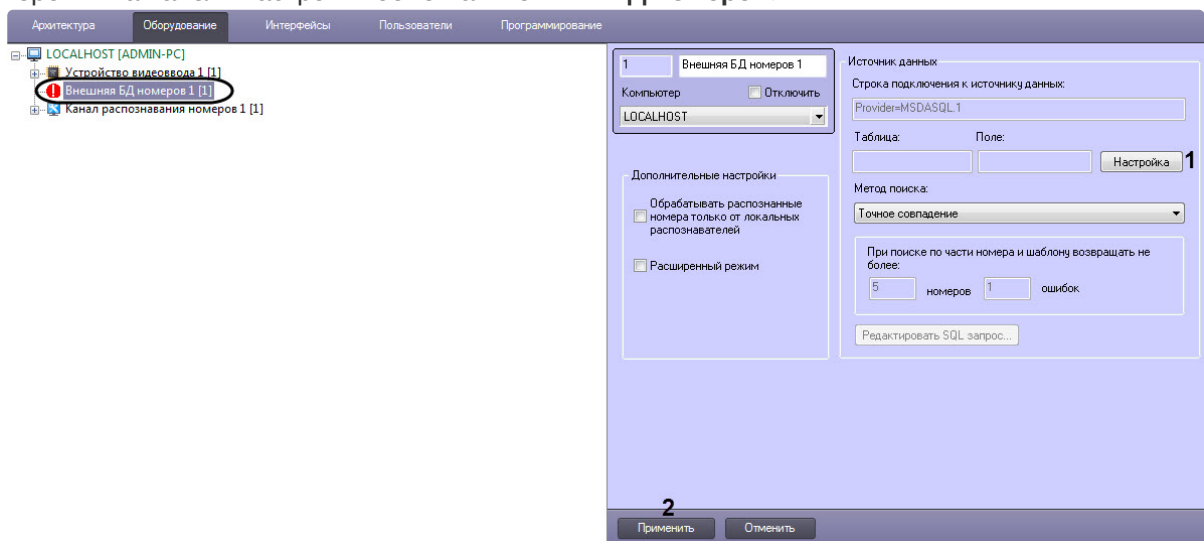 Архитектура Оборудование Интерфейсы Пользователи Программирование
LOCALHOST [ADMIN-PC]
Устройство видеоввода 1 [1]
Внешняя БД номеров 1 [1]
Канал распознавания номеров 1 [1]
1 Внешняя БД номеров 1
Компьютер Отключить
LOCALHOST
Дополнительные настройки
Обрабатывать распознанные
номера только от локальных
распознавателей
Расширенный режим
Источник данных
Строка подключения к источнику данных:
Provider=MSDASQL.1
Таблица: Поле:
Настройка 1
Метод поиска:
Точное совпадение
При поиске по части номера и шаблону возвращать не
более:
5 номеров 1 ошибок
Редактировать SQL запрос...
2
Применить Отменить